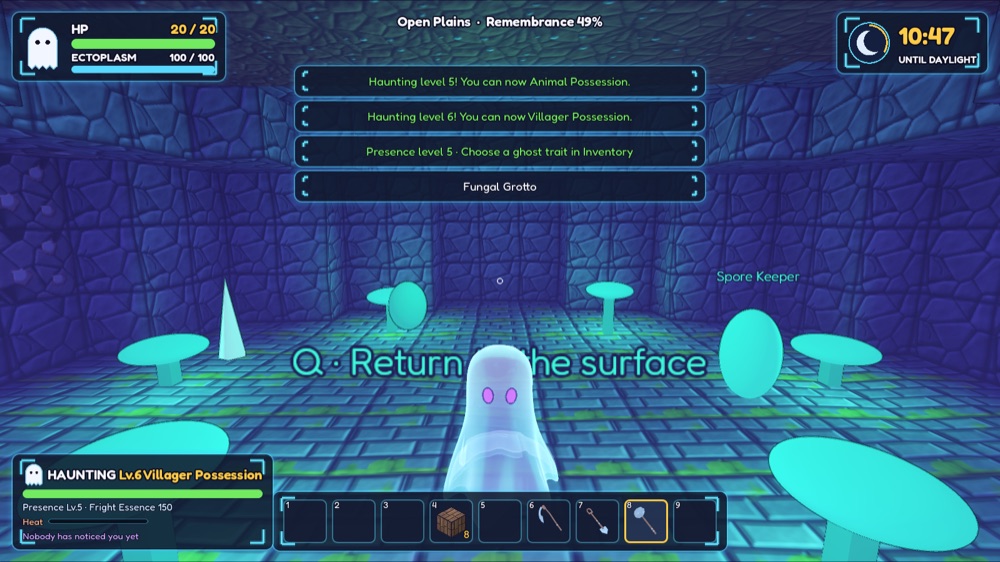 HP 20 / 20
ECTOPLASM 100 / 100
Open Plains · Remembrance 49%
10:47
UNTIL DAYLIGHT
Haunting level 5! You can now Animal Possession.
Haunting level 6! You can now Villager Possession.
Presence level 5 · Choose a ghost trait in Inventory
Fungal Grotto
Spore Keeper
Q · Return the surface
HAUNTING Lv.6 Villager Possession
Presence Lv.5 · Fright Essence 150
Heat
Nobody has noticed you yet
1 2 3 4 5 6 7 8 9
8